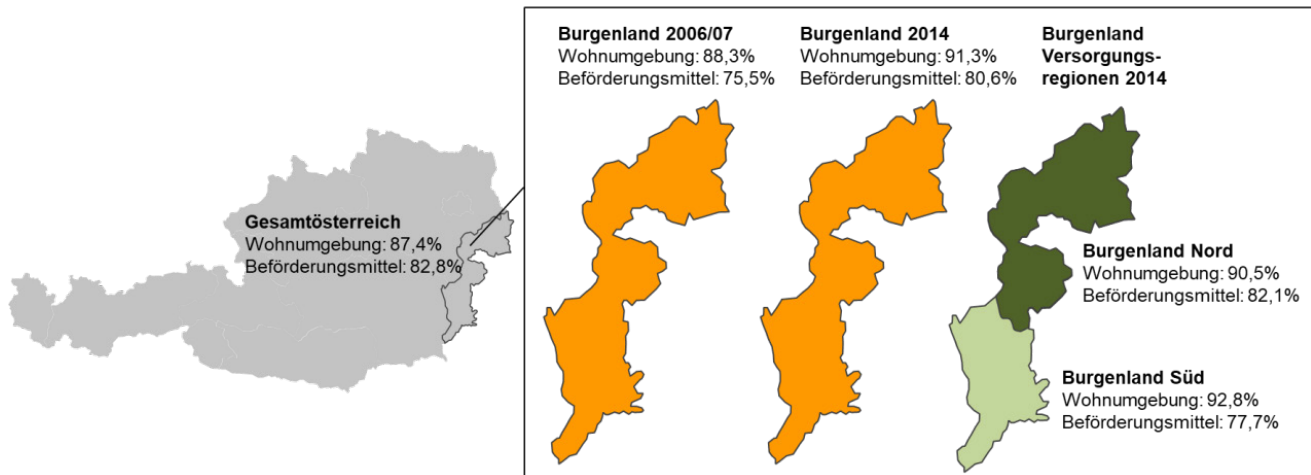 Gesamtösterreich
Wohnumgebung: 87,4%
Beförderungsmittel: 82,8%
Burgenland 2006/07
Wohnumgebung: 88,3%
Beförderungsmittel: 75,5%
Burgenland 2014
Wohnumgebung: 91,3%
Beförderungsmittel: 80,6%
Burgenland
Versorgungs-
regionen 2014
Burgenland Nord
Wohnumgebung: 90,5%
Beförderungsmittel: 82,1%
Burgenland Süd
Wohnumgebung: 92,8%
Beförderungsmittel: 77,7%